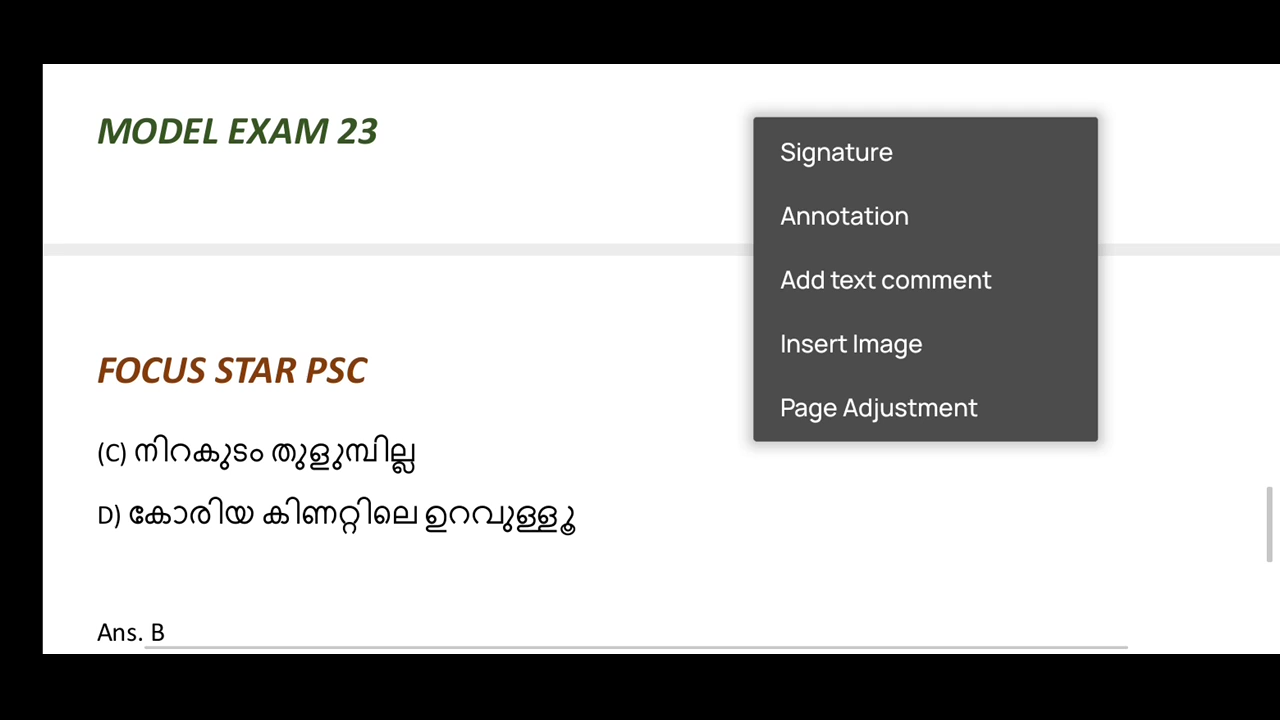 MODEL EXAM 23
FOCUS STAR PSC
(C) നിറകുടം തുളുമ്പില്ല
D) കോരിയ കിണറ്റിലെ ഉറവുള്ളൂ
Ans. B
Signature
Annotation
Add text comment
Insert Image
Page Adjustment